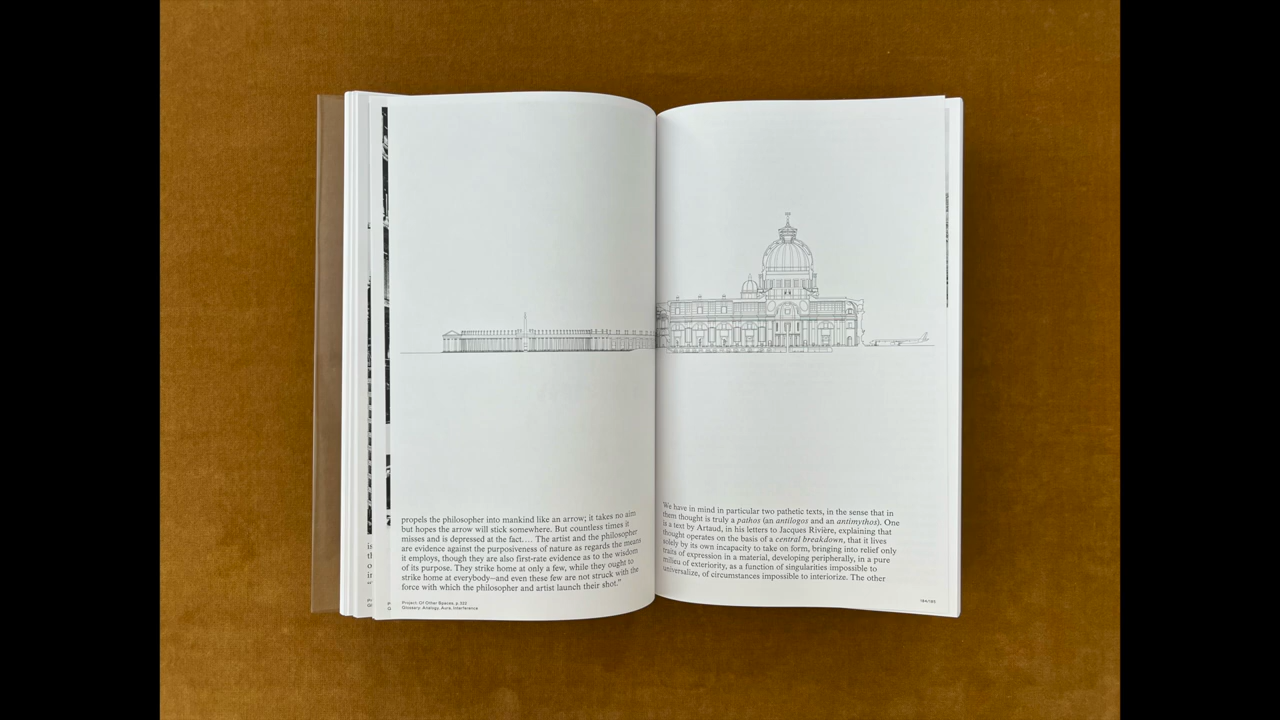 propels the philosopher into mankind like an arrow; it takes no aim
but hopes the arrow will stick somewhere. But countless times it
misses and is depressed at the fact.… The artist and the philosopher
are evidence against the purposiveness of nature as regards the means
it employs, though they are also first-rate evidence as to the wisdom
of its purpose. They strike home at only a few, while they ought to
strike home at everybody—and even these few are not struck with the
force with which the philosopher and artist launch their shot.”
Project: Of Other Spaces, p.
Glossary: Analogy, Aura, Interference
We have in mind in particular two pathetic texts, in the sense that in
them thought is truly a pathos (an antilogos and an antimythos). One
is a text by Artaud, in his letters to Jacques Rivière, explaining that
thought operates on the basis of a central breakdown, that it lives
solely by its own incapacity to take on form, bringing into relief only
traits of expression in a material, developing peripherally, in a pure
milieu of exteriority, as a function of singularities impossible to
universalize, of circumstances impossible to interiorize. The other
184/185